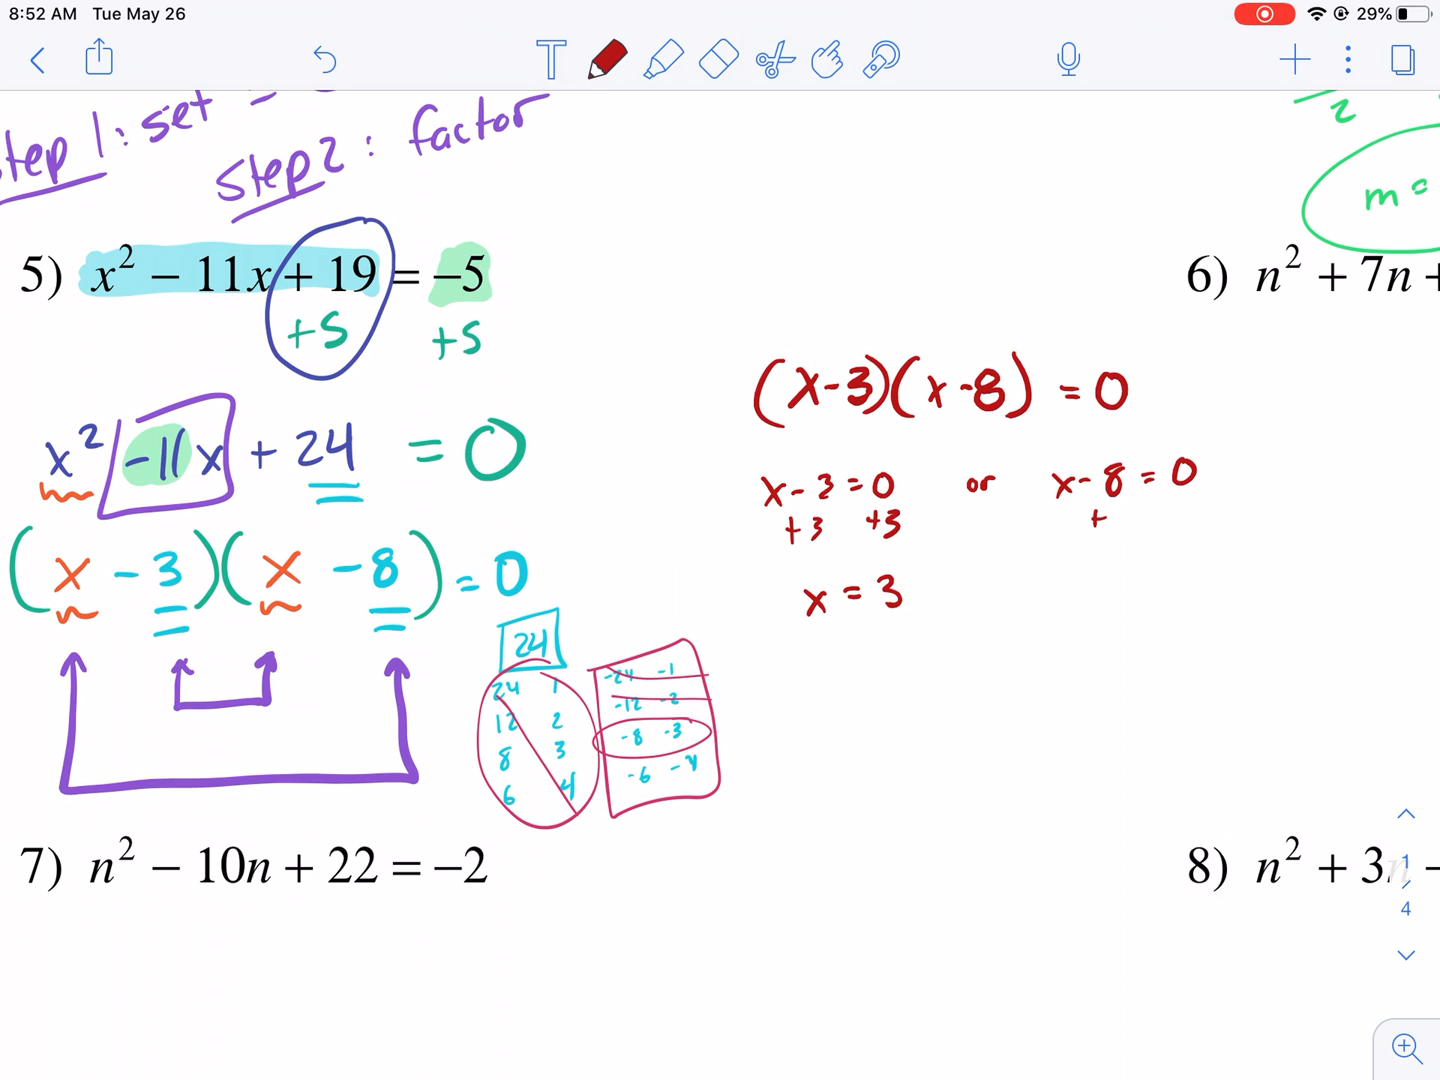 8:52 AM Tue May 26
29%
step 1: set =
Step 2: factor
5) x² − 11x + 19 = −5
+5 +5
x² −11x + 24 = 0
(x − 3)(x − 8) = 0
24
24 1
12 2
8 3
6 4
-24 -1
-12 -2
-8 -3
-6 -4
(x-3)(x-8) = 0
x-3=0 or x-8=0
+3 +3 +
x = 3
2
m =
6) n² + 7n +
7) n² − 10n + 22 = −2
8) n² + 3n −
1
/
4